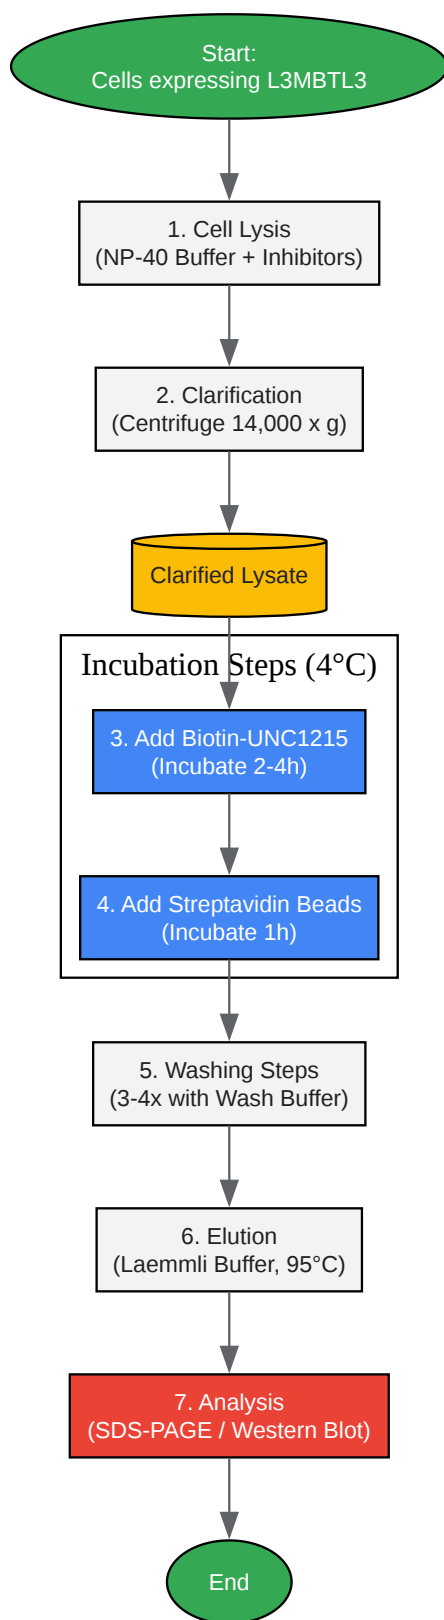 Start:
Cells expressing L3MBTL3
1. Cell Lysis
(NP-40 Buffer + Inhibitors)
2. Clarification
(Centrifuge 14,000 x g)
Clarified Lysate
Incubation Steps (4°C)
3. Add Biotin-UNC1215
(Incubate 2-4h)
4. Add Streptavidin Beads
(Incubate 1h)
5. Washing Steps
(3-4x with Wash Buffer)
6. Elution
(Laemmli Buffer, 95°C)
7. Analysis
(SDS-PAGE / Western Blot)
End